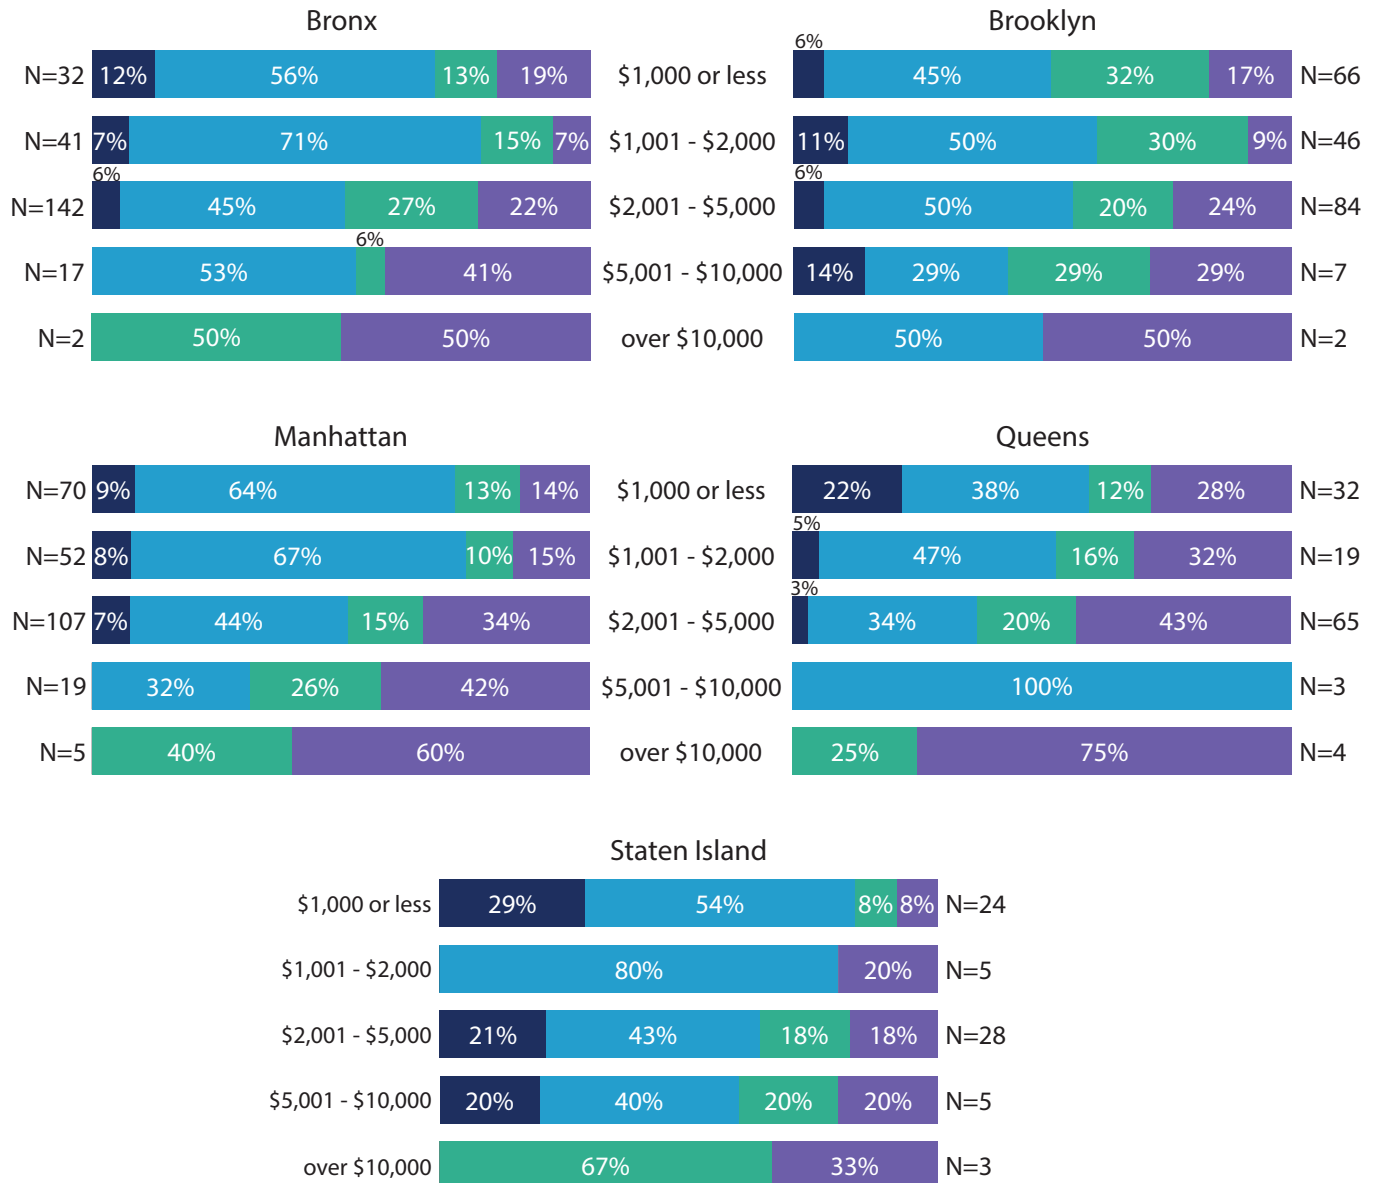 Bronx Brooklyn
6%
N=32 12% 56% 13% 19% $1,000 or less 45% 32% 17% N=66
N=41 7% 71% 15% 7% $1,001 - $2,000 11% 50% 30% 9% N=46
6% 6%
N=142 45% 27% 22% $2,001 - $5,000 50% 20% 24% N=84
6%
N=17 53% 41% $5,001 - $10,000 14% 29% 29% 29% N=7
N=2 50% 50% over $10,000 50% 50% N=2
Manhattan Queens
N=70 9% 64% 13% 14% $1,000 or less 22% 38% 12% 28% N=32
5%
N=52 8% 67% 10% 15% $1,001 - $2,000 47% 16% 32% N=19
3%
N=107 7% 44% 15% 34% $2,001 - $5,000 34% 20% 43% N=65
N=19 32% 26% 42% $5,001 - $10,000 100% N=3
N=5 40% 60% over $10,000 25% 75% N=4
Staten Island
$1,000 or less 29% 54% 8% 8% N=24
$1,001 - $2,000 80% 20% N=5
$2,001 - $5,000 21% 43% 18% 18% N=28
$5,001 - $10,000 20% 40% 20% 20% N=5
over $10,000 67% 33% N=3